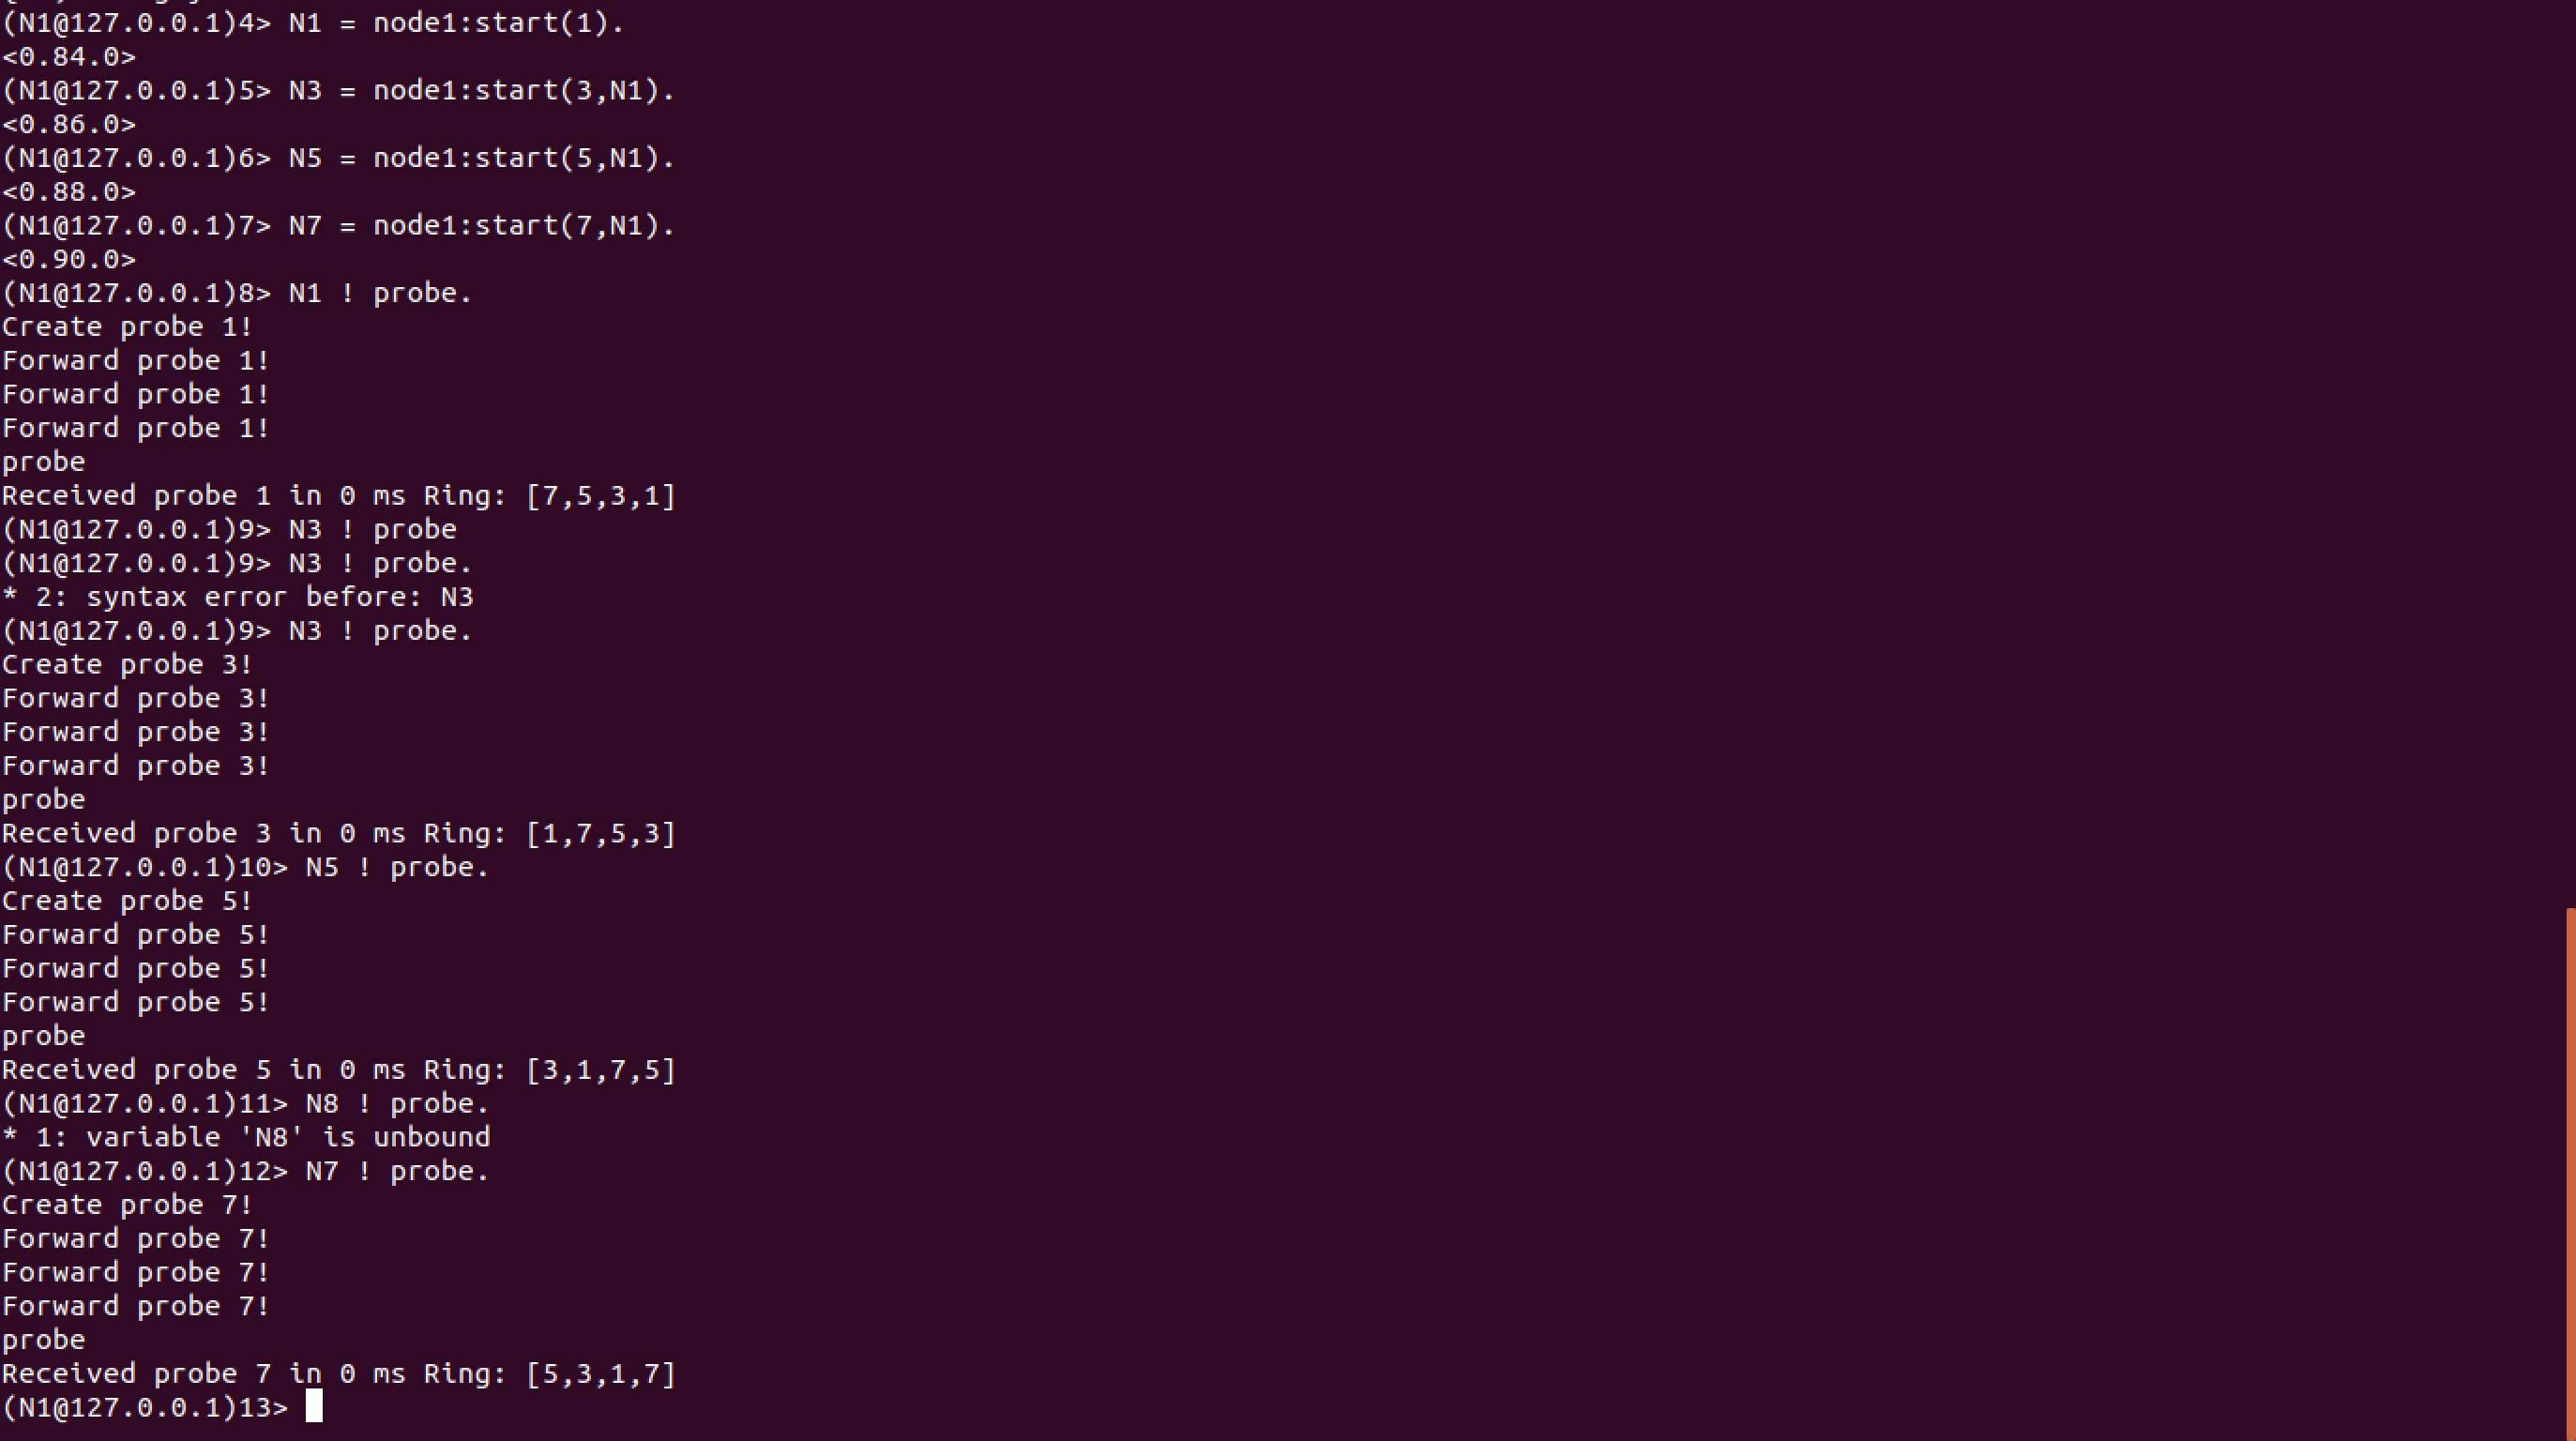 (N1@127.0.0.1)4> N1 = node1:start(1).
<0.84.0>
(N1@127.0.0.1)5> N3 = node1:start(3,N1).
<0.86.0>
(N1@127.0.0.1)6> N5 = node1:start(5,N1).
<0.88.0>
(N1@127.0.0.1)7> N7 = node1:start(7,N1).
<0.90.0>
(N1@127.0.0.1)8> N1 ! probe.
Create probe 1!
Forward probe 1!
Forward probe 1!
Forward probe 1!
probe
Received probe 1 in 0 ms Ring: [7,5,3,1]
(N1@127.0.0.1)9> N3 ! probe
(N1@127.0.0.1)9> N3 ! probe.
* 2: syntax error before: N3
(N1@127.0.0.1)9> N3 ! probe.
Create probe 3!
Forward probe 3!
Forward probe 3!
Forward probe 3!
probe
Received probe 3 in 0 ms Ring: [1,7,5,3]
(N1@127.0.0.1)10> N5 ! probe.
Create probe 5!
Forward probe 5!
Forward probe 5!
Forward probe 5!
probe
Received probe 5 in 0 ms Ring: [3,1,7,5]
(N1@127.0.0.1)11> N8 ! probe.
* 1: variable 'N8' is unbound
(N1@127.0.0.1)12> N7 ! probe.
Create probe 7!
Forward probe 7!
Forward probe 7!
Forward probe 7!
probe
Received probe 7 in 0 ms Ring: [5,3,1,7]
(N1@127.0.0.1)13>